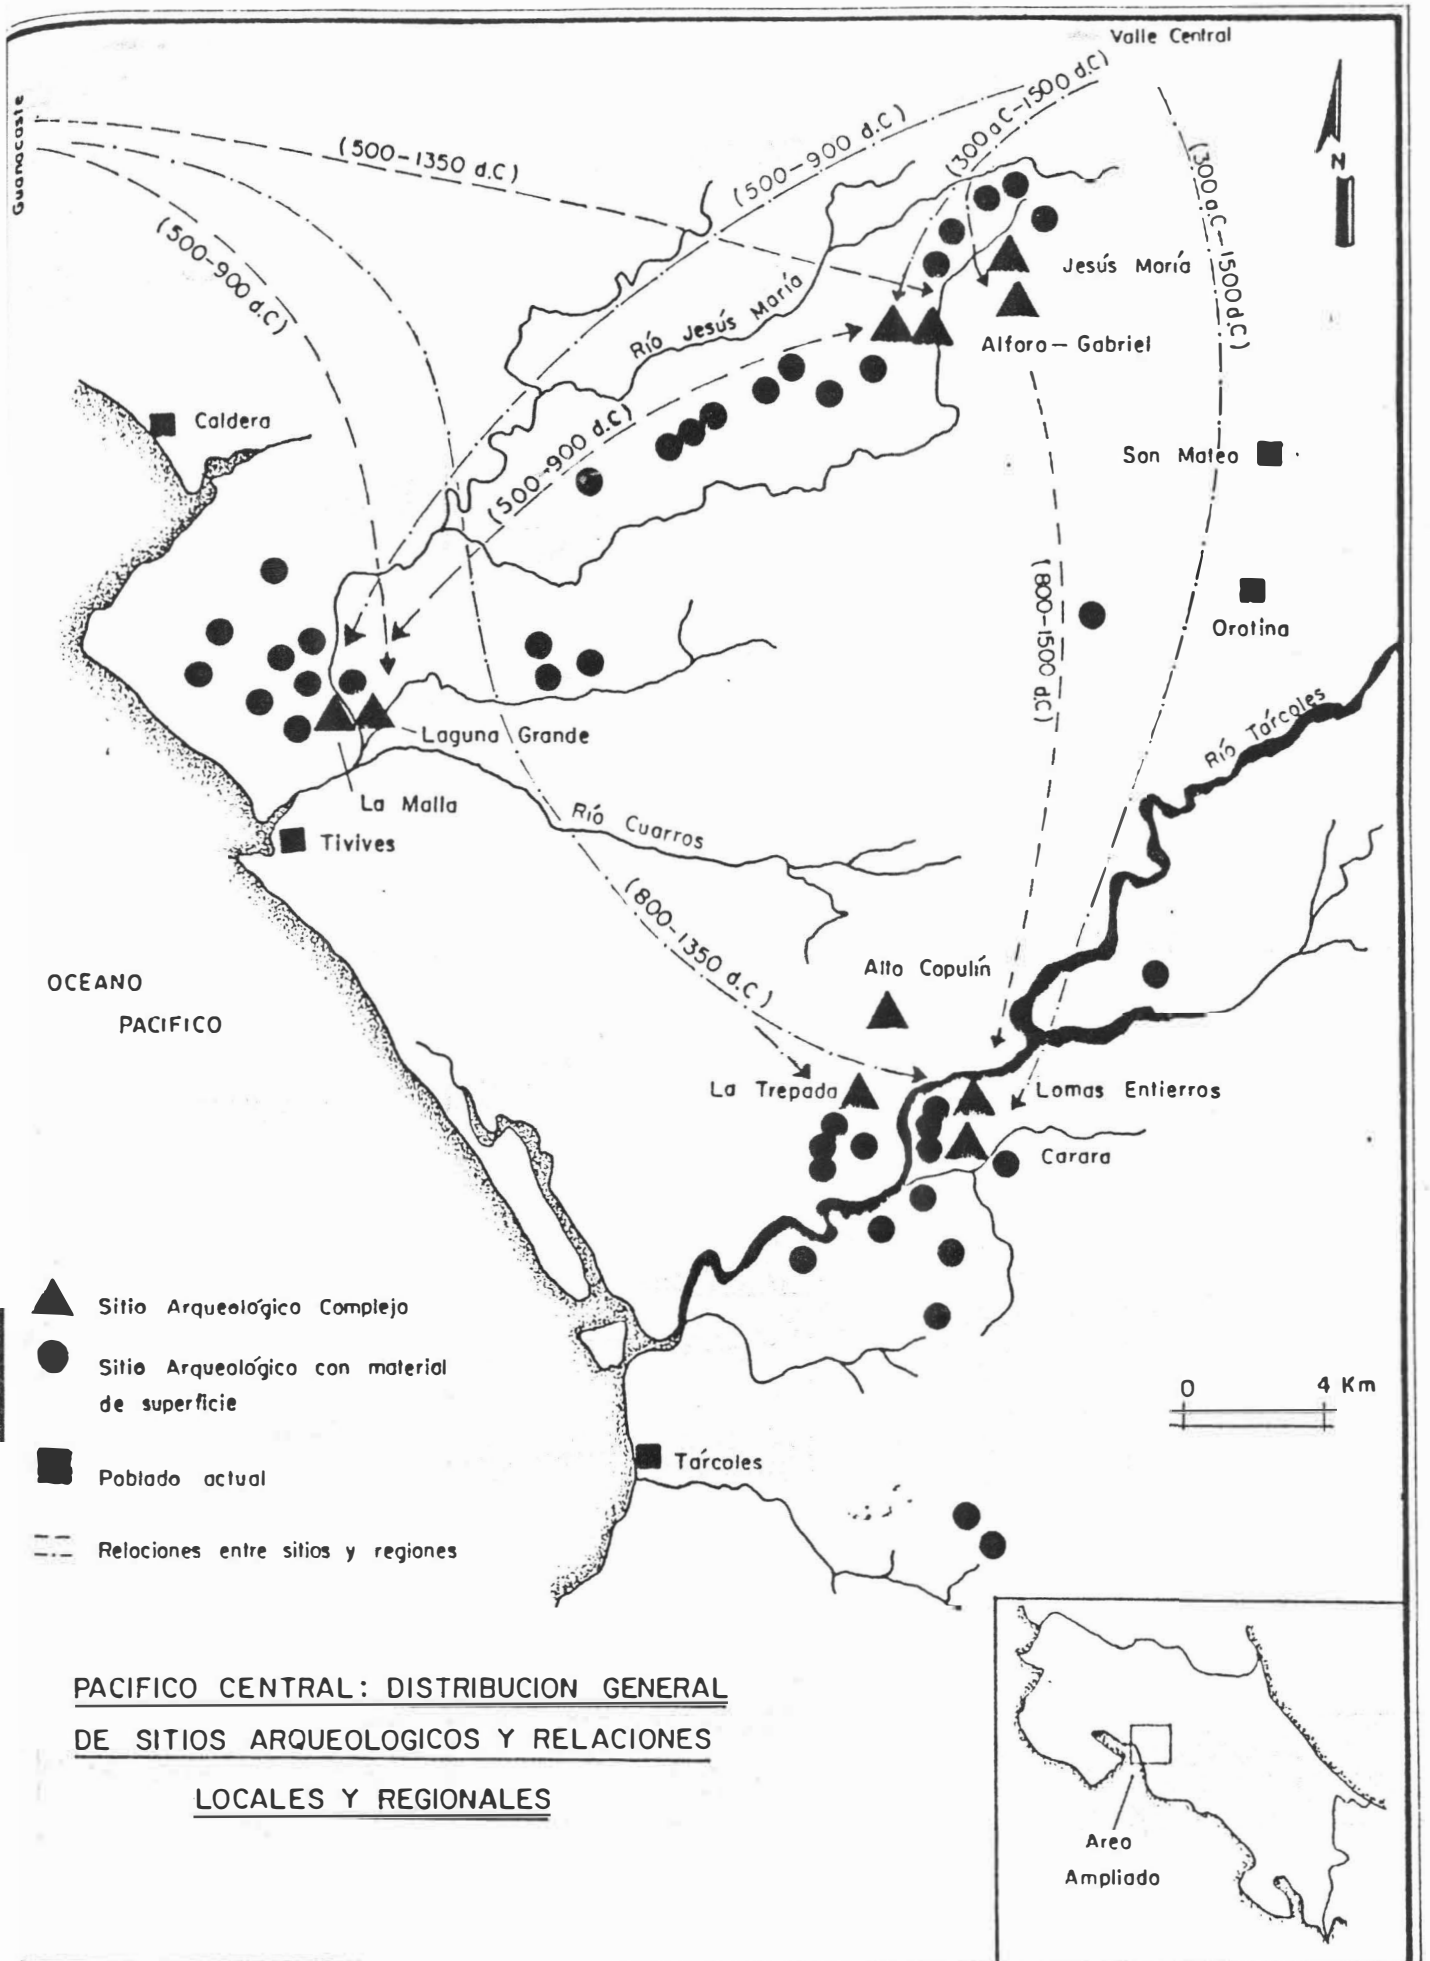 Valle Central
Guanacaste
(500-1350 d.C)
(500-900 d.C)
(300 a.C-1500 d.C)
(500-900 d.C)
(300 a.C-1500 d.C)
N
Jesús María
Río Jesús María
Alfaro-Gabriel
Caldera
(500-900 d.C)
San Mateo
(800-1500 d.C)
Orotina
Río Tárcoles
Laguna Grande
La Malla
Río Cuarros
Tivives
(800-1350 d.C)
Alto Copulín
OCEANO
PACIFICO
La Trepada
Lomas Entierros
Carara
Sitio Arqueológico Complejo
Sitio Arqueológico con material
de superficie
0 4 Km
Tárcoles
Poblado actual
Relaciones entre sitios y regiones
PACIFICO CENTRAL: DISTRIBUCION GENERAL
DE SITIOS ARQUEOLOGICOS Y RELACIONES
LOCALES Y REGIONALES
Area
Ampliado